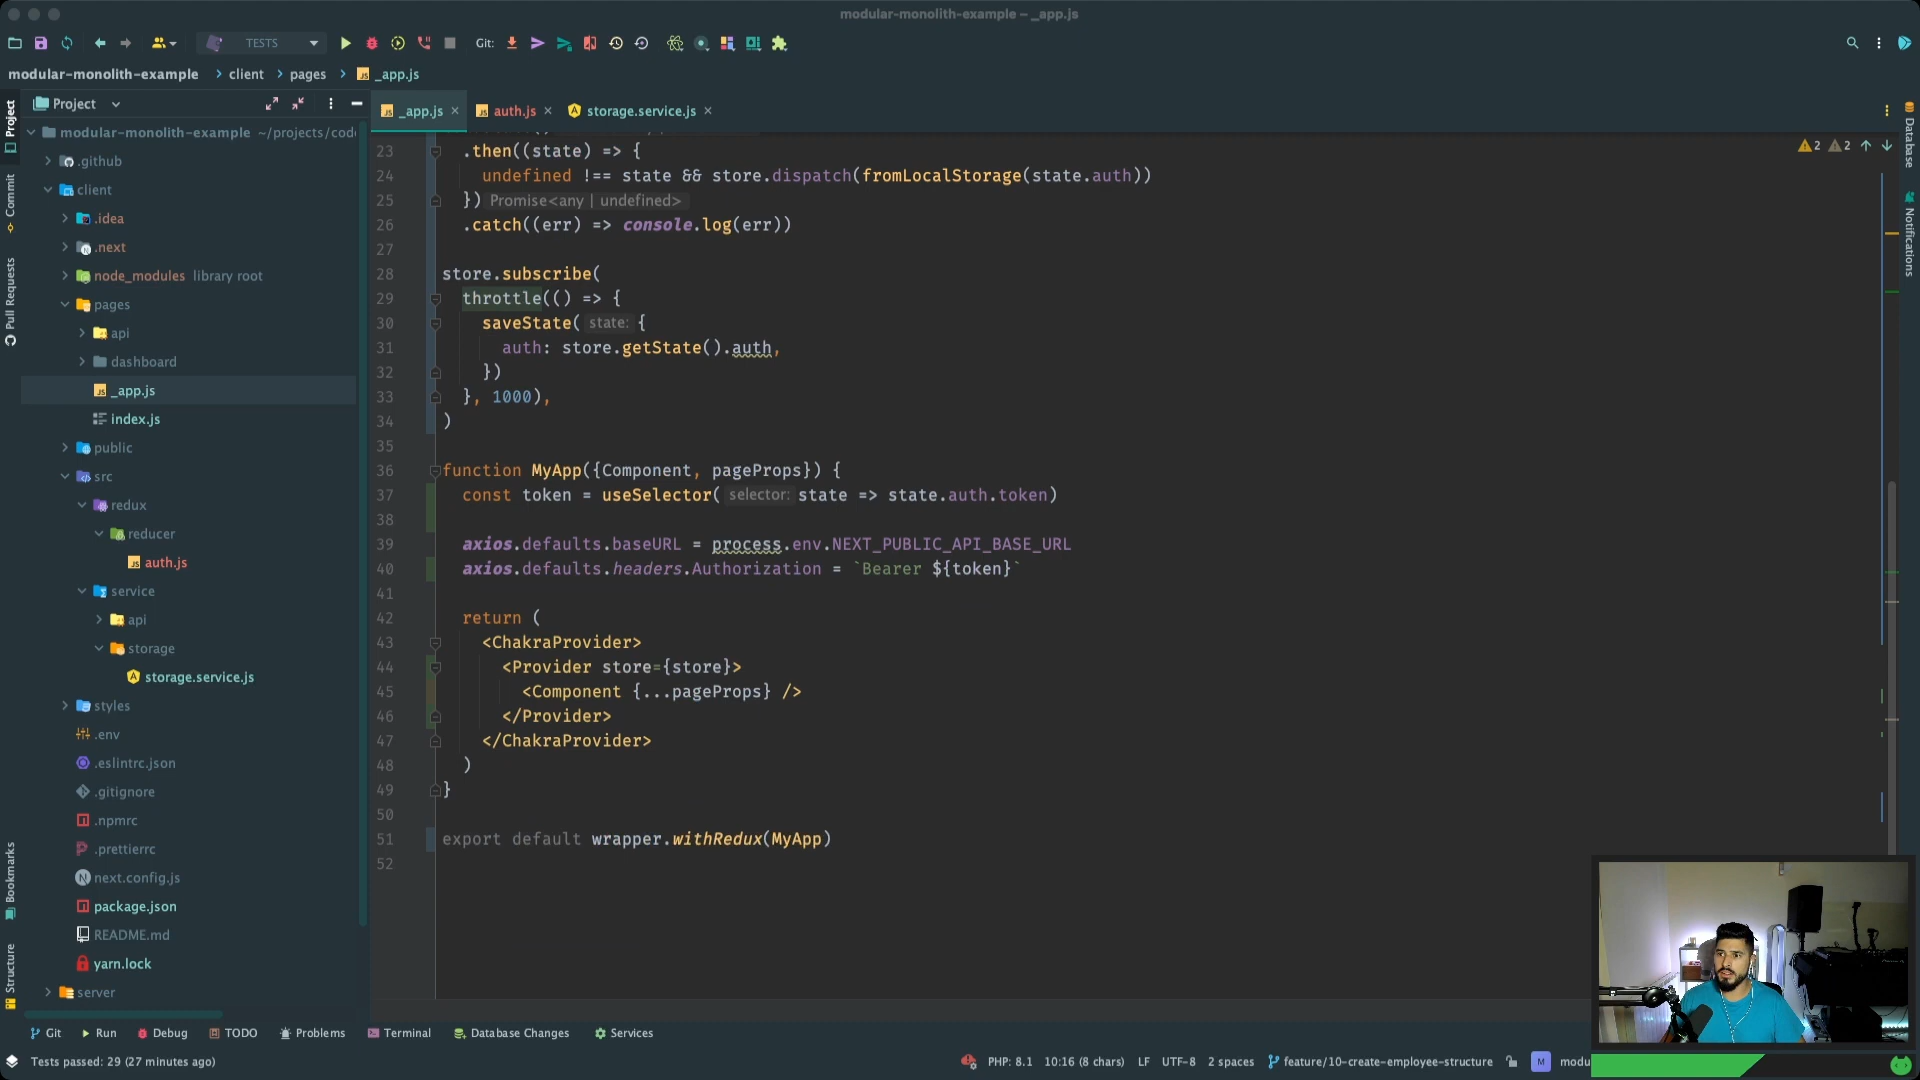 modular-monolith-example – _app.js
TESTS
Git:
modular-monolith-example
client
pages
_app.js
Project
_app.js
auth.js
storage.service.js
modular-monolith-example ~/projects/code
.github
client
.idea
.next
node_modules library root
pages
api
dashboard
_app.js
index.js
public
src
redux
reducer
auth.js
service
api
storage
storage.service.js
styles
.env
.eslintrc.json
.gitignore
.npmrc
.prettierrc
next.config.js
package.json
README.md
yarn.lock
server
Project
Commit
Pull Requests
Bookmarks
Structure
23 .then((state) => {
24 undefined !== state && store.dispatch(fromLocalStorage(state.auth))
25 }) Promise<any | undefined>
26 .catch((err) => console.log(err))
27
28 store.subscribe(
29 throttle(() => {
30 saveState( state: {
31 auth: store.getState().auth,
32 })
33 }, 1000),
34 )
35
36 function MyApp({Component, pageProps}) {
37 const token = useSelector( selector: state => state.auth.token)
38
39 axios.defaults.baseURL = process.env.NEXT_PUBLIC_API_BASE_URL
40 axios.defaults.headers.Authorization = `Bearer ${token}`
41
42 return (
43 <ChakraProvider>
44 <Provider store={store}>
45 <Component {...pageProps} />
46 </Provider>
47 </ChakraProvider>
48 )
49 }
50
51 export default wrapper.withRedux(MyApp)
52
2 2
Database
Notifications
Git
Run
Debug
TODO
Problems
Terminal
Database Changes
Services
Tests passed: 29 (27 minutes ago)
PHP: 8.1
10:16 (8 chars)
LF
UTF-8
2 spaces
feature/10-create-employee-structure
M
modu